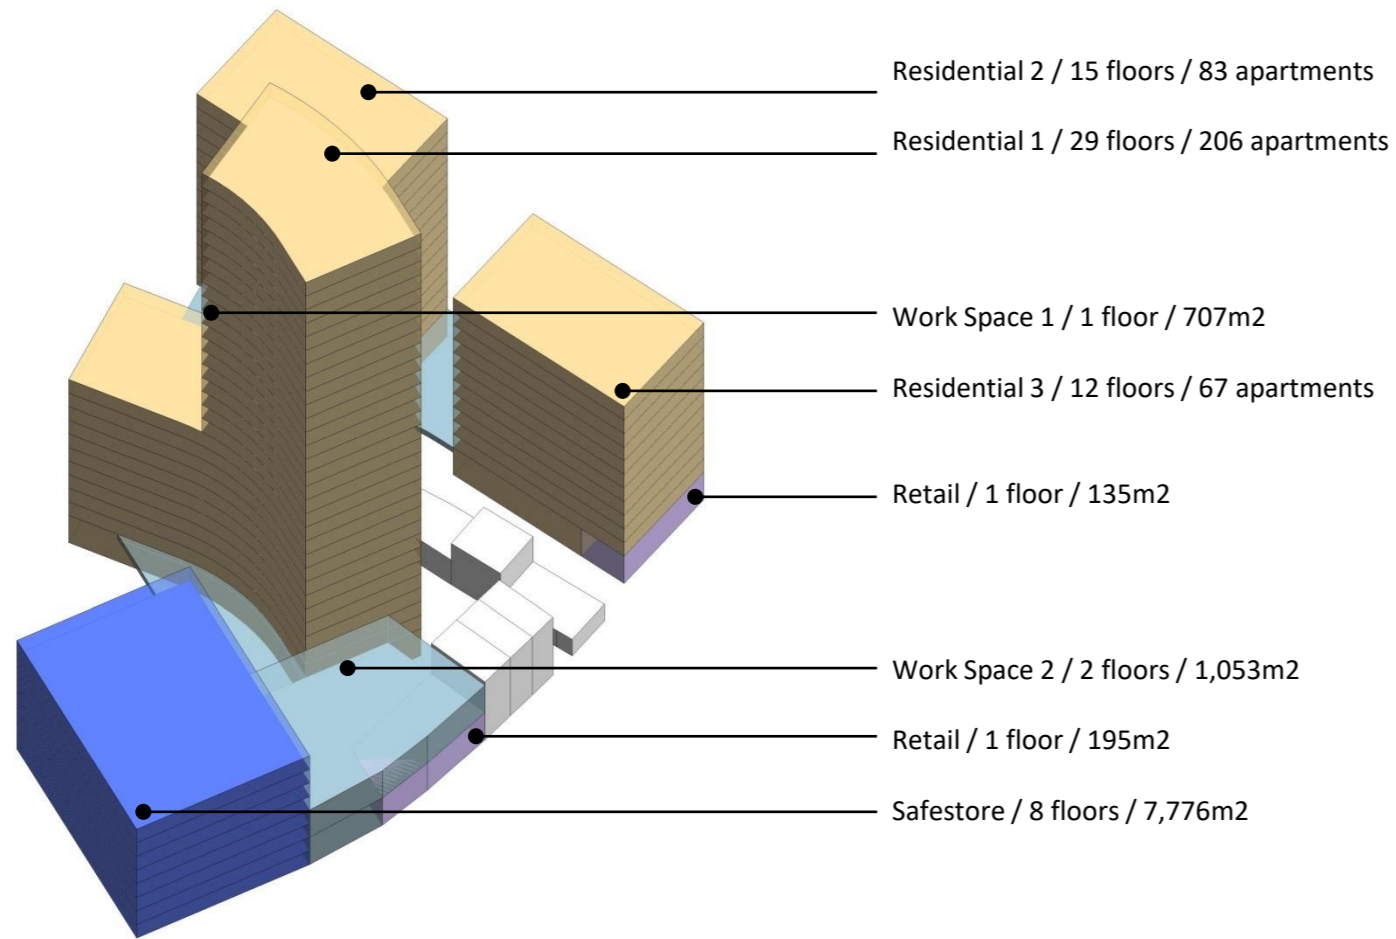 Residential 2 / 15 floors / 83 apartments
Residential 1 / 29 floors / 206 apartments
Work Space 1 / 1 floor / 707m2
Residential 3 / 12 floors / 67 apartments
Retail / 1 floor / 135m2
Work Space 2 / 2 floors / 1,053m2
Retail / 1 floor / 195m2
Safestore / 8 floors / 7,776m2